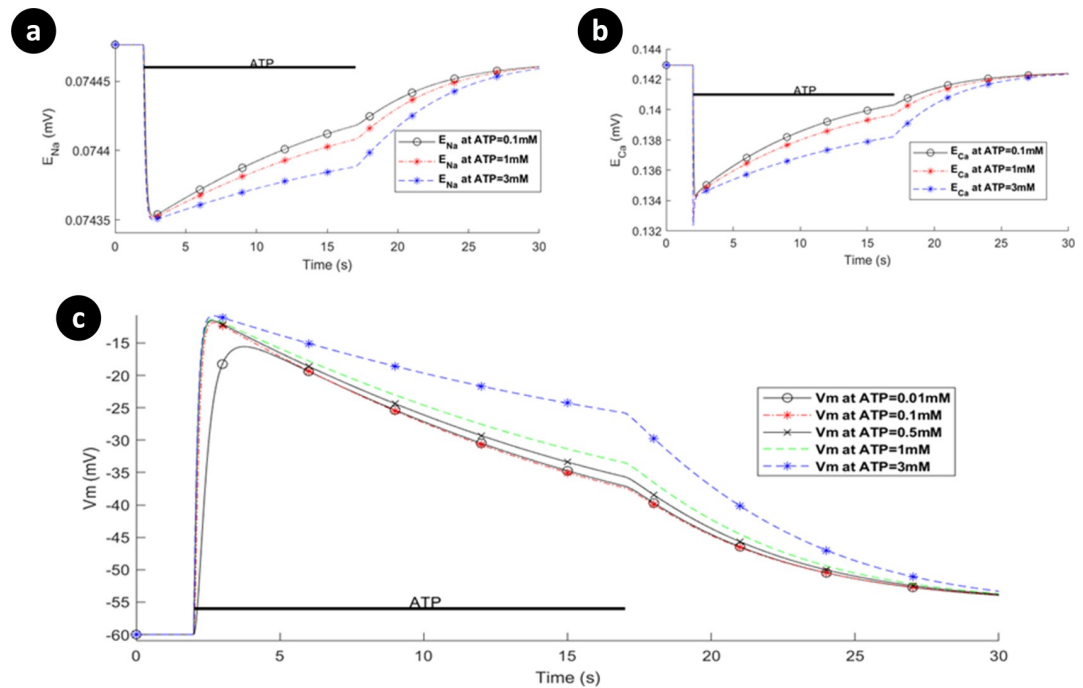 a
0.07445
0.0744
0.07435
E_Na (mV)
ATP
E_Na at ATP=0.1mM
E_Na at ATP=1mM
E_Na at ATP=3mM
0 5 10 15 20 25 30
Time (s)
b
0.144
0.142
0.14
0.138
0.136
0.134
0.132
E_Ca (mV)
ATP
E_Ca at ATP=0.1mM
E_Ca at ATP=1mM
E_Ca at ATP=3mM
0 5 10 15 20 25 30
Time (s)
c
-15
-20
-25
-30
-35
-40
-45
-50
-55
-60
Vm (mV)
Vm at ATP=0.01mM
Vm at ATP=0.1mM
Vm at ATP=0.5mM
Vm at ATP=1mM
Vm at ATP=3mM
ATP
0 5 10 15 20 25 30
Time (s)